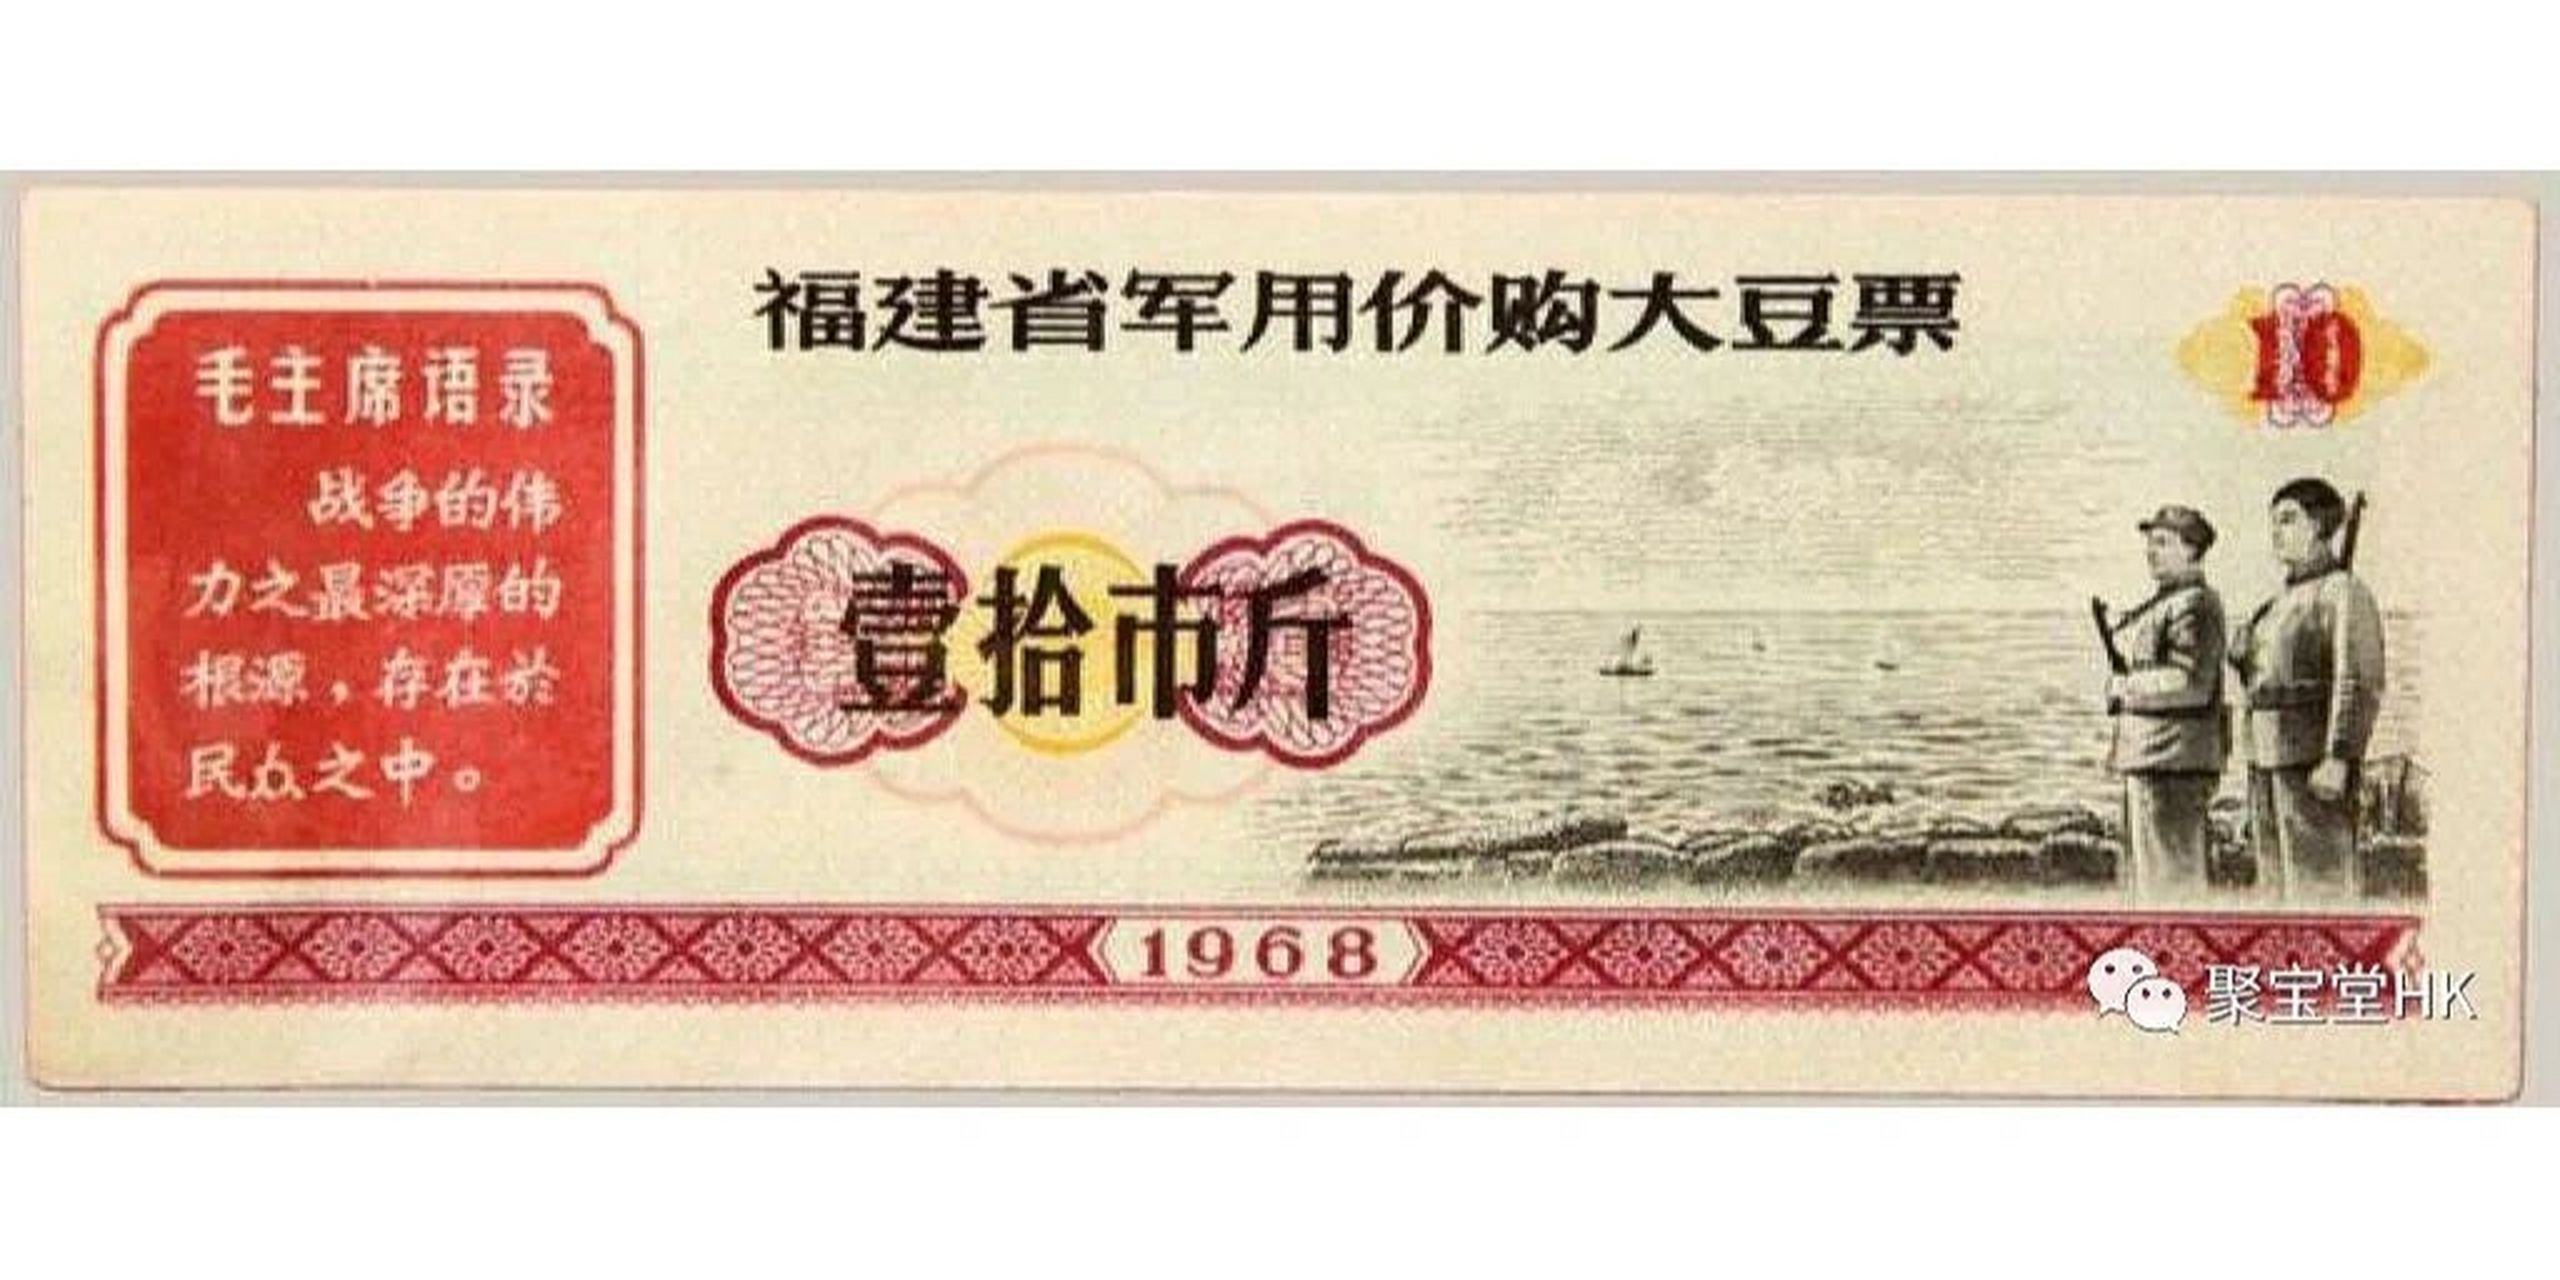 福建省军用价购大豆票
10
毛主席语录
战争的伟
力之最深厚的
根源，存在於
民众之中。
壹拾市斤
1968
聚宝堂HK